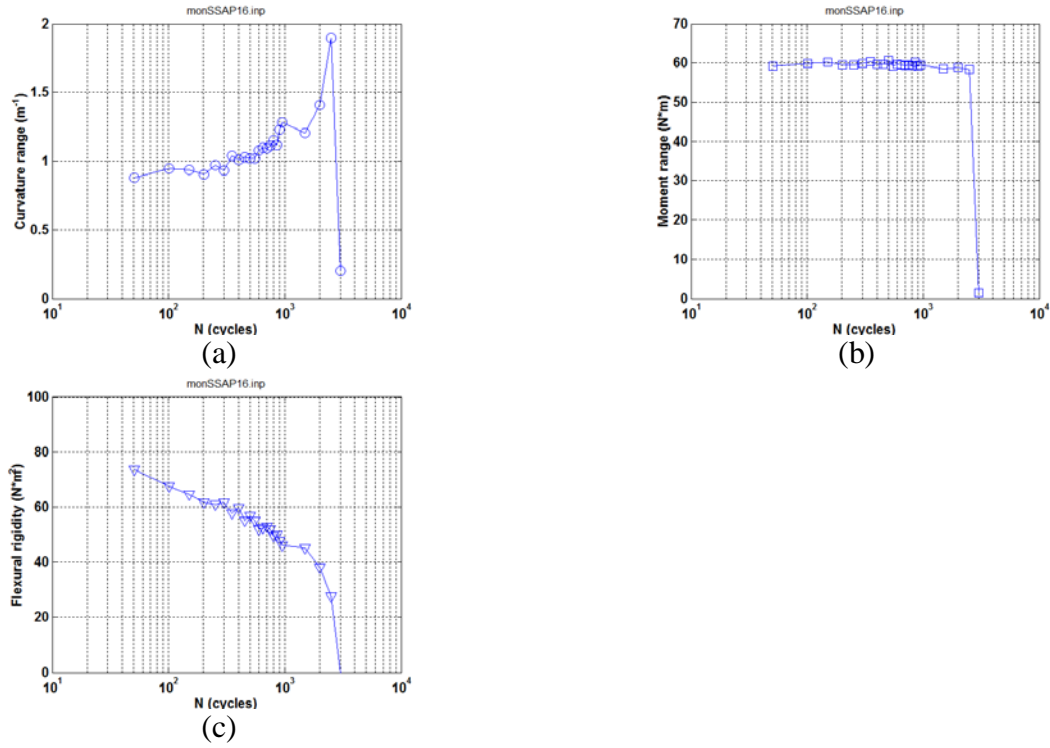 monSSAP16.inp
Curvature range (m⁻¹)
2
1.5
1
0.5
0
10¹ 10² 10³ 10⁴
N (cycles)
(a)
monSSAP16.inp
Moment range (N*m)
70
60
50
40
30
20
10
0
10¹ 10² 10³ 10⁴
N (cycles)
(b)
monSSAP16.inp
Flexural rigidity (N*m²)
100
80
60
40
20
0
10¹ 10² 10³ 10⁴
N (cycles)
(c)